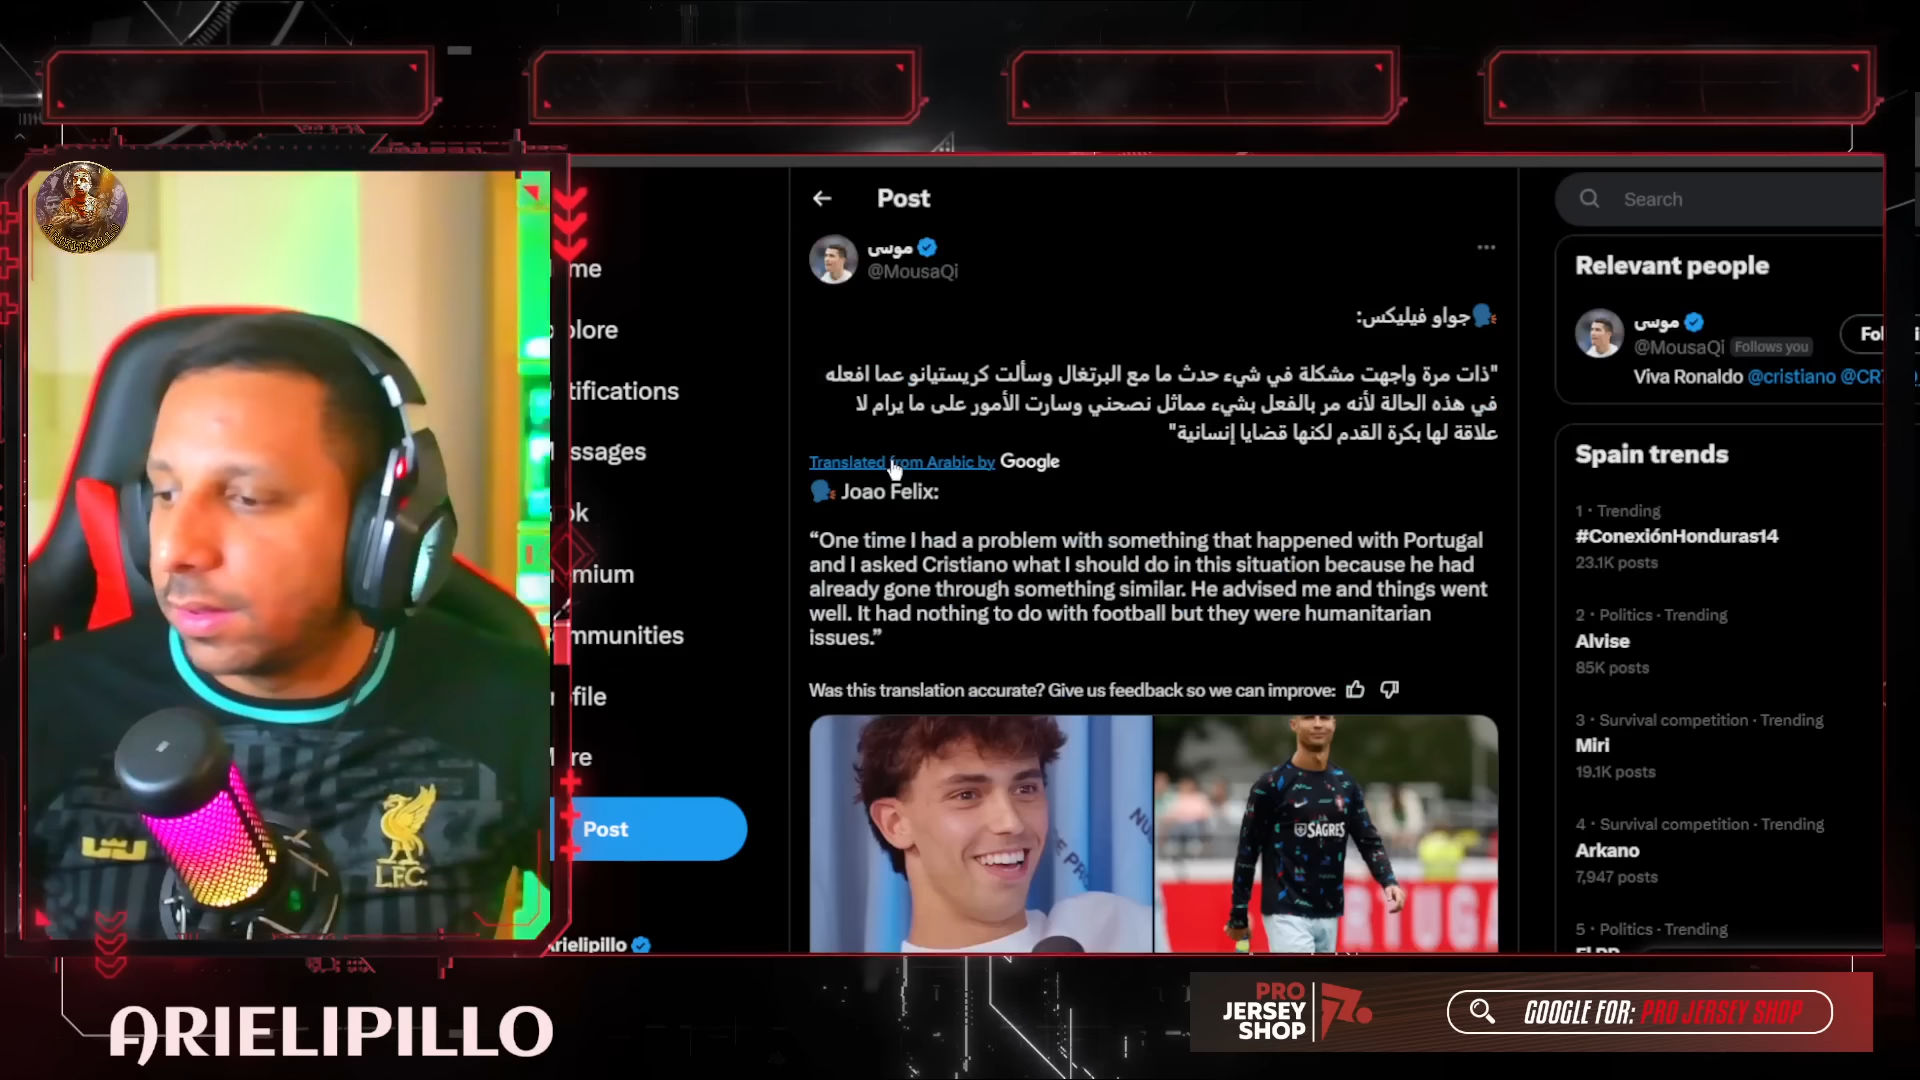 Post
موسى
@MousaQi
جواو فيليكس:
"ذات مرة واجهت مشكلة في شيء حدث ما مع البرتغال وسألت كريستيانو عما افعله
في هذه الحالة لأنه مر بالفعل بشيء مماثل نصحني وسارت الأمور على ما يرام لا
علاقة لها بكرة القدم لكنها قضايا إنسانية"
Translated from Arabic by Google
Joao Felix:
“One time I had a problem with something that happened with Portugal
and I asked Cristiano what I should do in this situation because he had
already gone through something similar. He advised me and things went
well. It had nothing to do with football but they were humanitarian
issues.”
Was this translation accurate? Give us feedback so we can improve:
me
olore
tifications
ssages
ok
mium
mmunities
file
re
Post
rielipillo
Search
Relevant people
موسى
@MousaQi Follows you
Fol
Viva Ronaldo @cristiano @CR
Spain trends
1 · Trending
#ConexiónHonduras14
23.1K posts
2 · Politics · Trending
Alvise
85K posts
3 · Survival competition · Trending
Miri
19.1K posts
4 · Survival competition · Trending
Arkano
7,947 posts
5 · Politics · Trending
SAGRES
RTUGA
L.F.C.
ARIELIPILLO
PRO
JERSEY
SHOP
GOOGLE FOR: PRO JERSEY SHOP